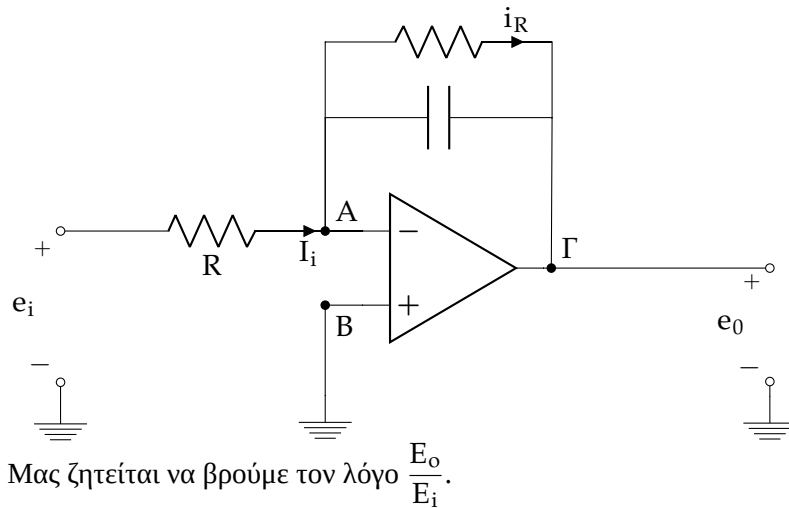 i_R
A
−
+
I_i
R
Γ
+
e_i
−
B
+
e_0
−
Μας ζητείται να βρούμε τον λόγο E_o/E_i.